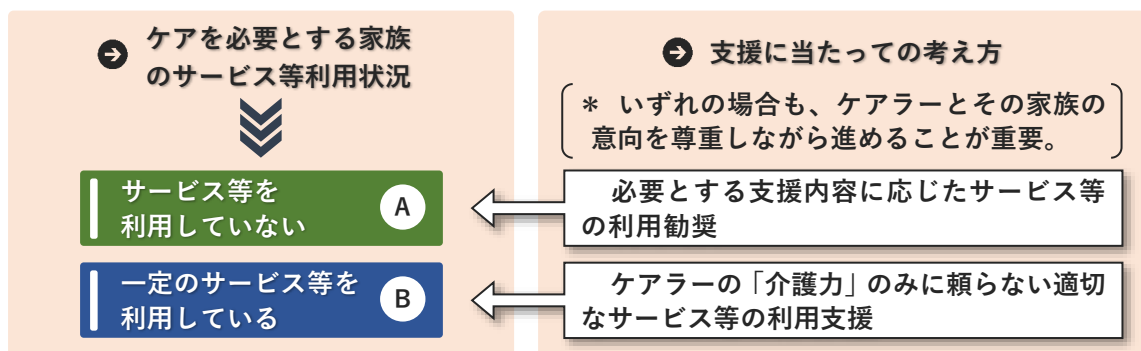 ケアを必要とする家族
のサービス等利用状況
サービス等を
利用していない
A
一定のサービス等を
利用している
B
支援に当たっての考え方
＊ いずれの場合も、ケアラーとその家族の
意向を尊重しながら進めることが重要。
必要とする支援内容に応じたサービス等
の利用勧奨
ケアラーの「介護力」のみに頼らない適切
なサービス等の利用支援